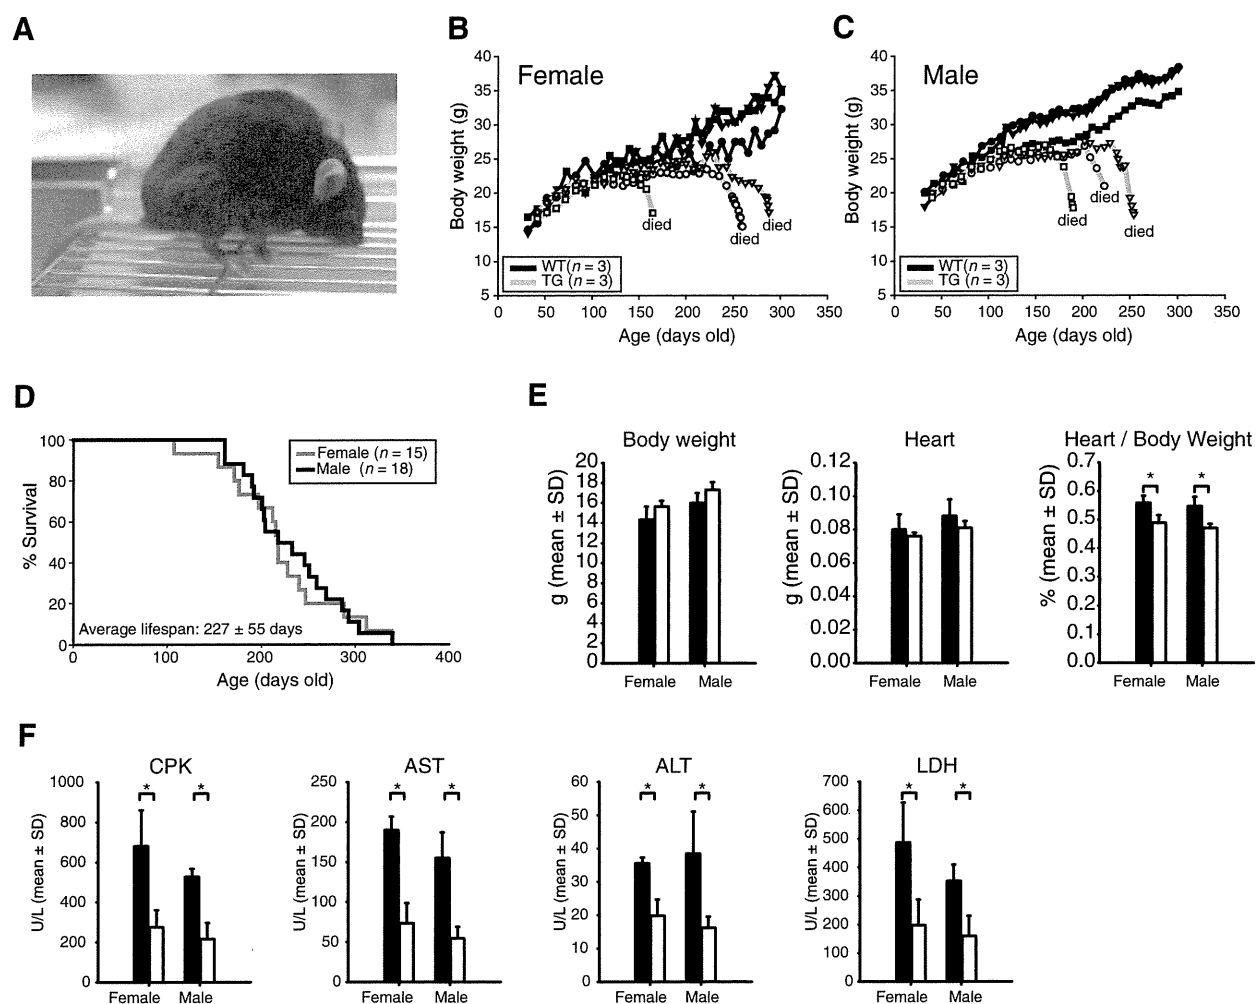 A
B
C
Female
Male
Body weight (g)
40
35
30
25
20
15
10
5
died
died
died
WT (n = 3)
TG (n = 3)
0
50
100
150
200
250
300
350
Age (days old)
Body weight (g)
40
35
30
25
20
15
10
5
died
died
died
WT (n = 3)
TG (n = 3)
0
50
100
150
200
250
300
350
Age (days old)
D
% Survival
100
80
60
40
20
0
Female (n = 15)
Male (n = 18)
Average lifespan: 227 ± 55 days
0
100
200
300
400
Age (days old)
E
Body weight
g (mean ± SD)
20
18
16
14
12
10
8
6
4
2
0
Female Male
Heart
g (mean ± SD)
0.12
0.10
0.08
0.06
0.04
0.02
0.00
Female Male
Heart / Body Weight
% (mean ± SD)
0.7
0.6
0.5
0.4
0.3
0.2
0.1
0.0
* *
Female Male
F
CPK
U/L (mean ± SD)
1000
800
600
400
200
0
* *
Female Male
AST
U/L (mean ± SD)
250
200
150
100
50
0
* *
Female Male
ALT
U/L (mean ± SD)
60
50
40
30
20
10
0
* *
Female Male
LDH
U/L (mean ± SD)
700
600
500
400
300
200
100
0
* *
Female Male